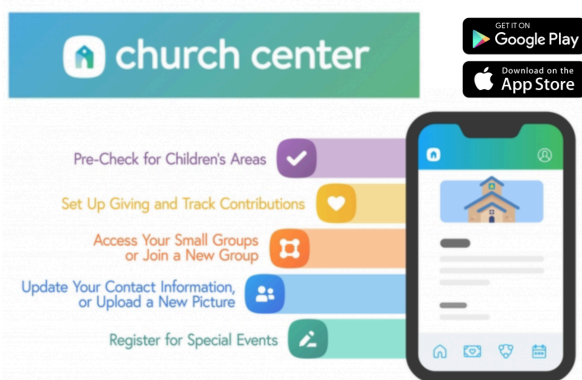 church center
GET IT ON
Google Play
Download on the
App Store
Pre-Check for Children's Areas
Set Up Giving and Track Contributions
Access Your Small Groups
or Join a New Group
Update Your Contact Information,
or Upload a New Picture
Register for Special Events